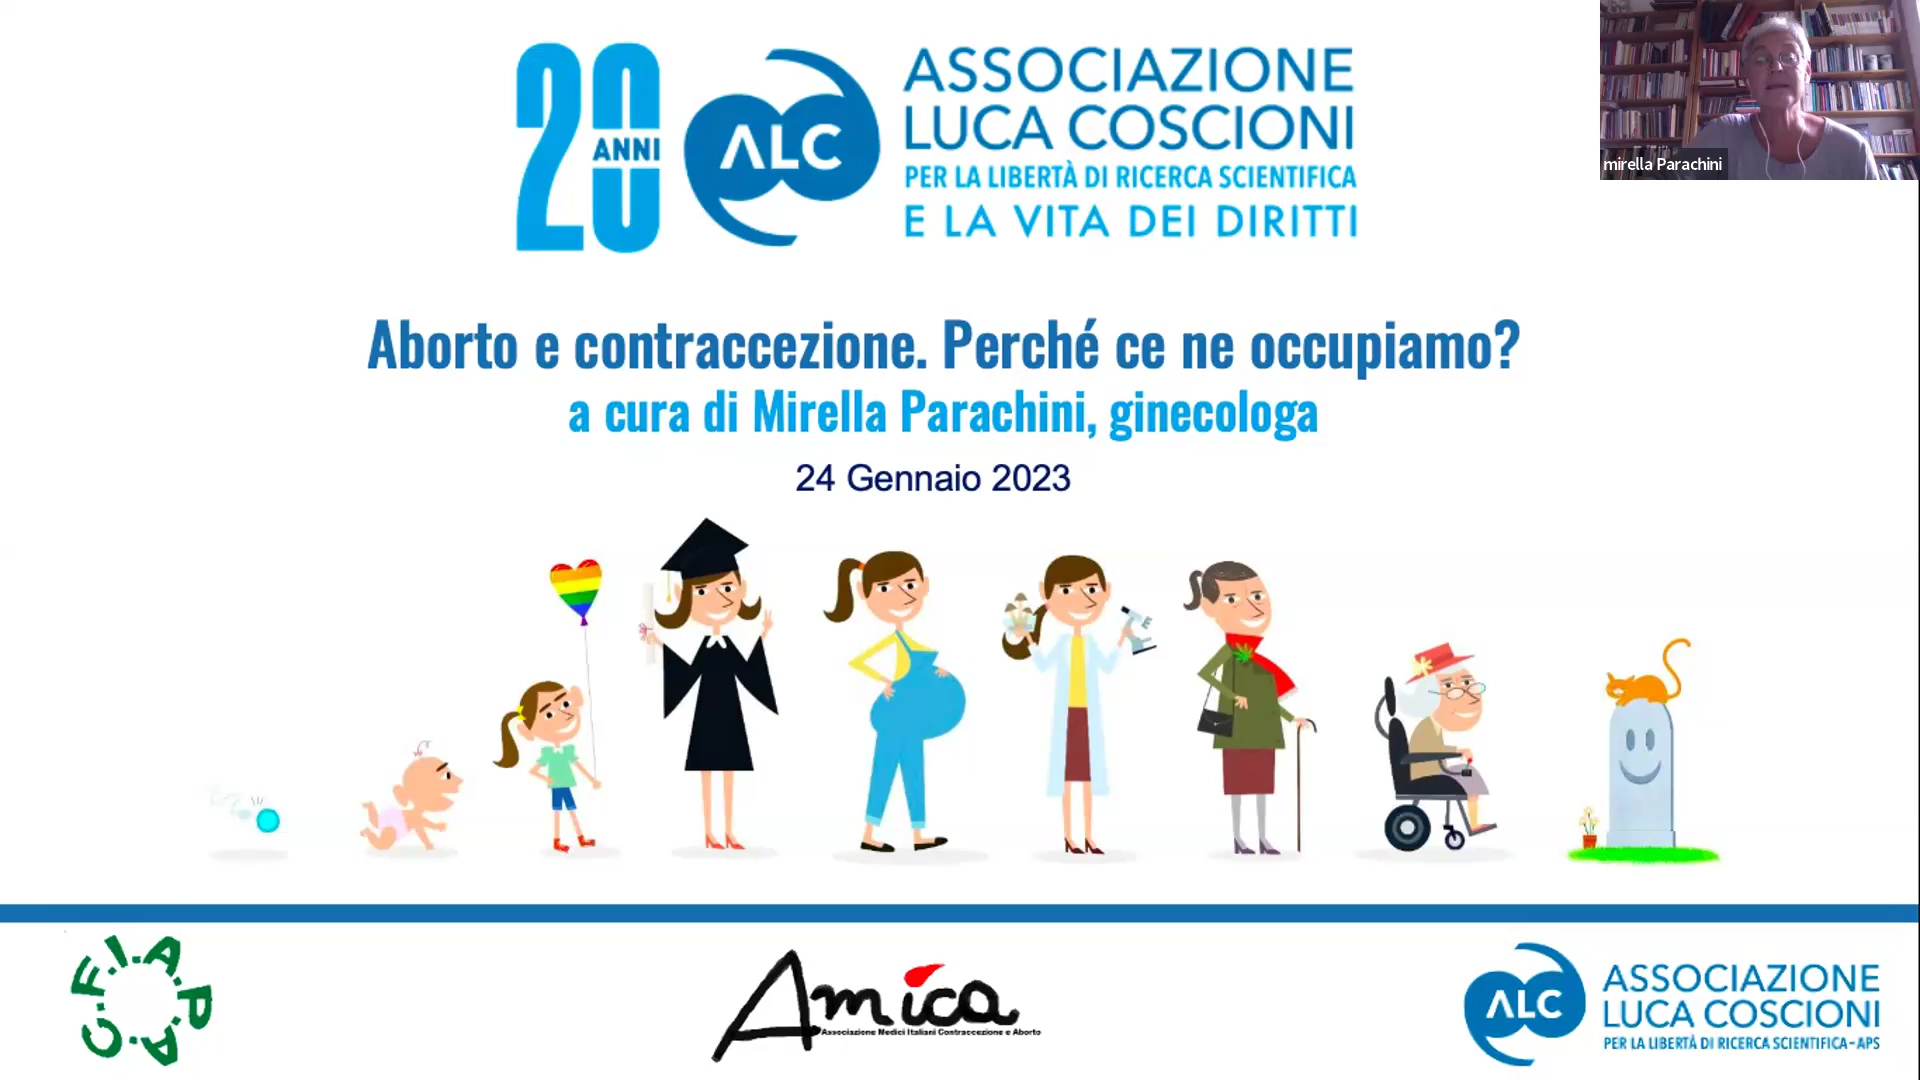 20
ANNI
ALC
ASSOCIAZIONE
LUCA COSCIONI
PER LA LIBERTÀ DI RICERCA SCIENTIFICA
E LA VITA DEI DIRITTI
mirella Parachini
Aborto e contraccezione. Perché ce ne occupiamo?
a cura di Mirella Parachini, ginecologa
24 Gennaio 2023
F.I.A.P.A.C.
Amica
Associazione Medici Italiani Contraccezione e Aborto
ALC
ASSOCIAZIONE
LUCA COSCIONI
PER LA LIBERTÀ DI RICERCA SCIENTIFICA-APS